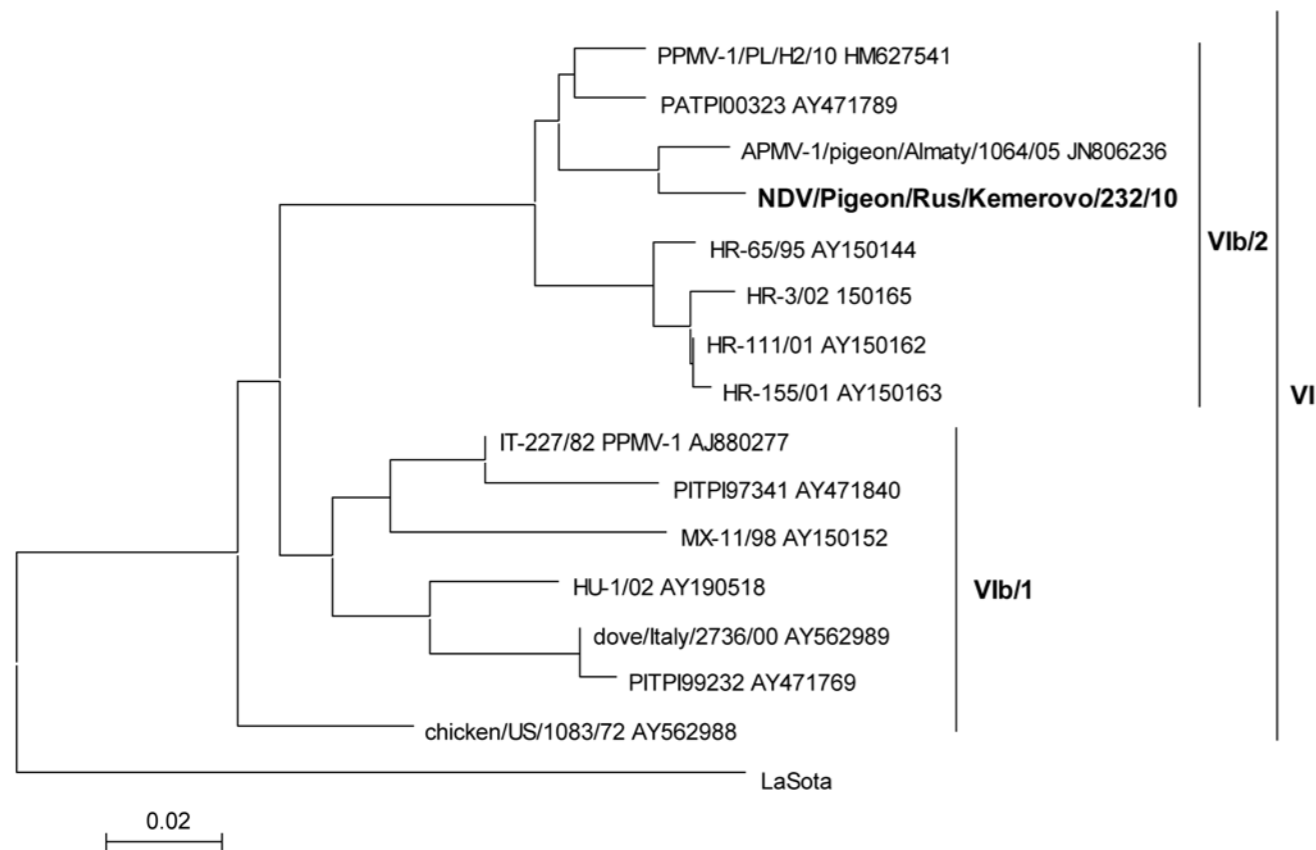 PPMV-1/PL/H2/10 HM627541
PATPI00323 AY471789
APMV-1/pigeon/Almaty/1064/05 JN806236
NDV/Pigeon/Rus/Kemerovo/232/10
HR-65/95 AY150144
VIb/2
HR-3/02 150165
HR-111/01 AY150162
HR-155/01 AY150163
VI
IT-227/82 PPMV-1 AJ880277
PITPI97341 AY471840
MX-11/98 AY150152
HU-1/02 AY190518
VIb/1
dove/Italy/2736/00 AY562989
PITPI99232 AY471769
chicken/US/1083/72 AY562988
LaSota
0.02